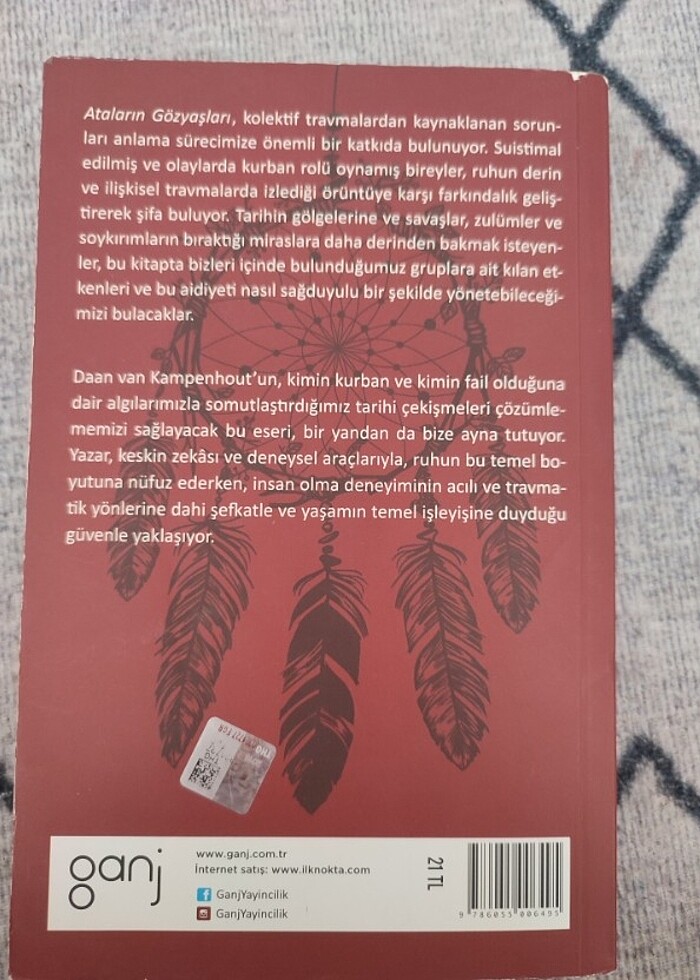 Ataların Gözyaşları, kolektif travmalardan kaynaklanan sorun-
ları anlama sürecimize önemli bir katkıda bulunuyor. Suistimal
edilmiş ve olaylarda kurban rolü oynamış bireyler, ruhun derin
ve ilişkisel travmalarda izlediği örüntüye karşı farkındalık geliş-
tirerek şifa buluyor. Tarihin gölgelerine ve savaşlar, zulümler ve
soykırımların bıraktığı miraslara daha derinden bakmak isteyen-
ler, bu kitapta bizleri içinde bulunduğumuz gruplara ait kılan et-
kenleri ve bu aidiyeti nasıl sağduyulu bir şekilde yönetebileceği-
mizi bulacaklar.
Daan van Kampenhout’un, kimin kurban ve kimin fail olduğuna
dair algılarımızla somutlaştırdığımız tarihi çekişmeleri çözümle-
memizi sağlayacak bu eseri, bir yandan da bize ayna tutuyor.
Yazar, keskin zekâsı ve deneysel araçlarıyla, ruhun bu temel bo-
yutuna nüfuz ederken, insan olma deneyiminin acılı ve travma-
tik yönlerine dahi şefkatle ve yaşamın temel işleyişine duyduğu
güvenle yaklaşıyor.
ganj
www.ganj.com.tr
İnternet satış: www.ilknokta.com
GanjYayincilik
GanjYayincilik
21 TL
9 786055 006495